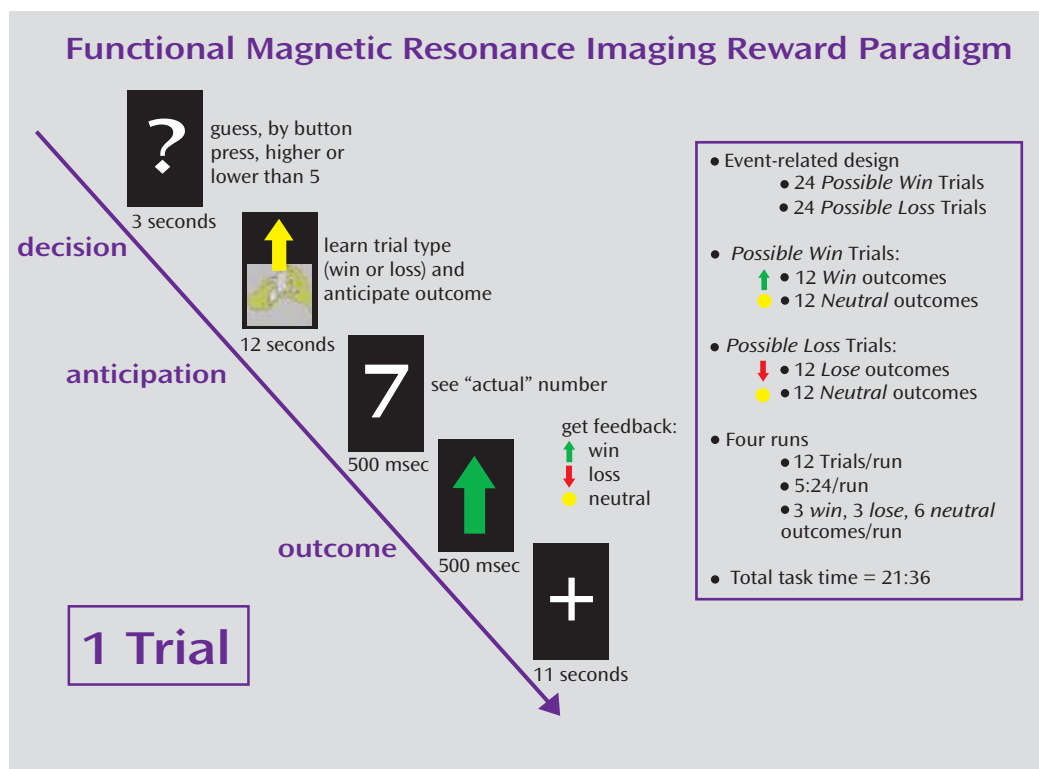 Functional Magnetic Resonance Imaging Reward Paradigm
?
guess, by button
press, higher or
lower than 5
3 seconds
decision
learn trial type
(win or loss) and
anticipate outcome
12 seconds
anticipation
7
see “actual” number
500 msec
get feedback:
win
loss
neutral
outcome
500 msec
+
11 seconds
1 Trial
• Event-related design
• 24 Possible Win Trials
• 24 Possible Loss Trials
• Possible Win Trials:
• 12 Win outcomes
• 12 Neutral outcomes
• Possible Loss Trials:
• 12 Lose outcomes
• 12 Neutral outcomes
• Four runs
• 12 Trials/run
• 5:24/run
• 3 win, 3 lose, 6 neutral
outcomes/run
• Total task time = 21:36